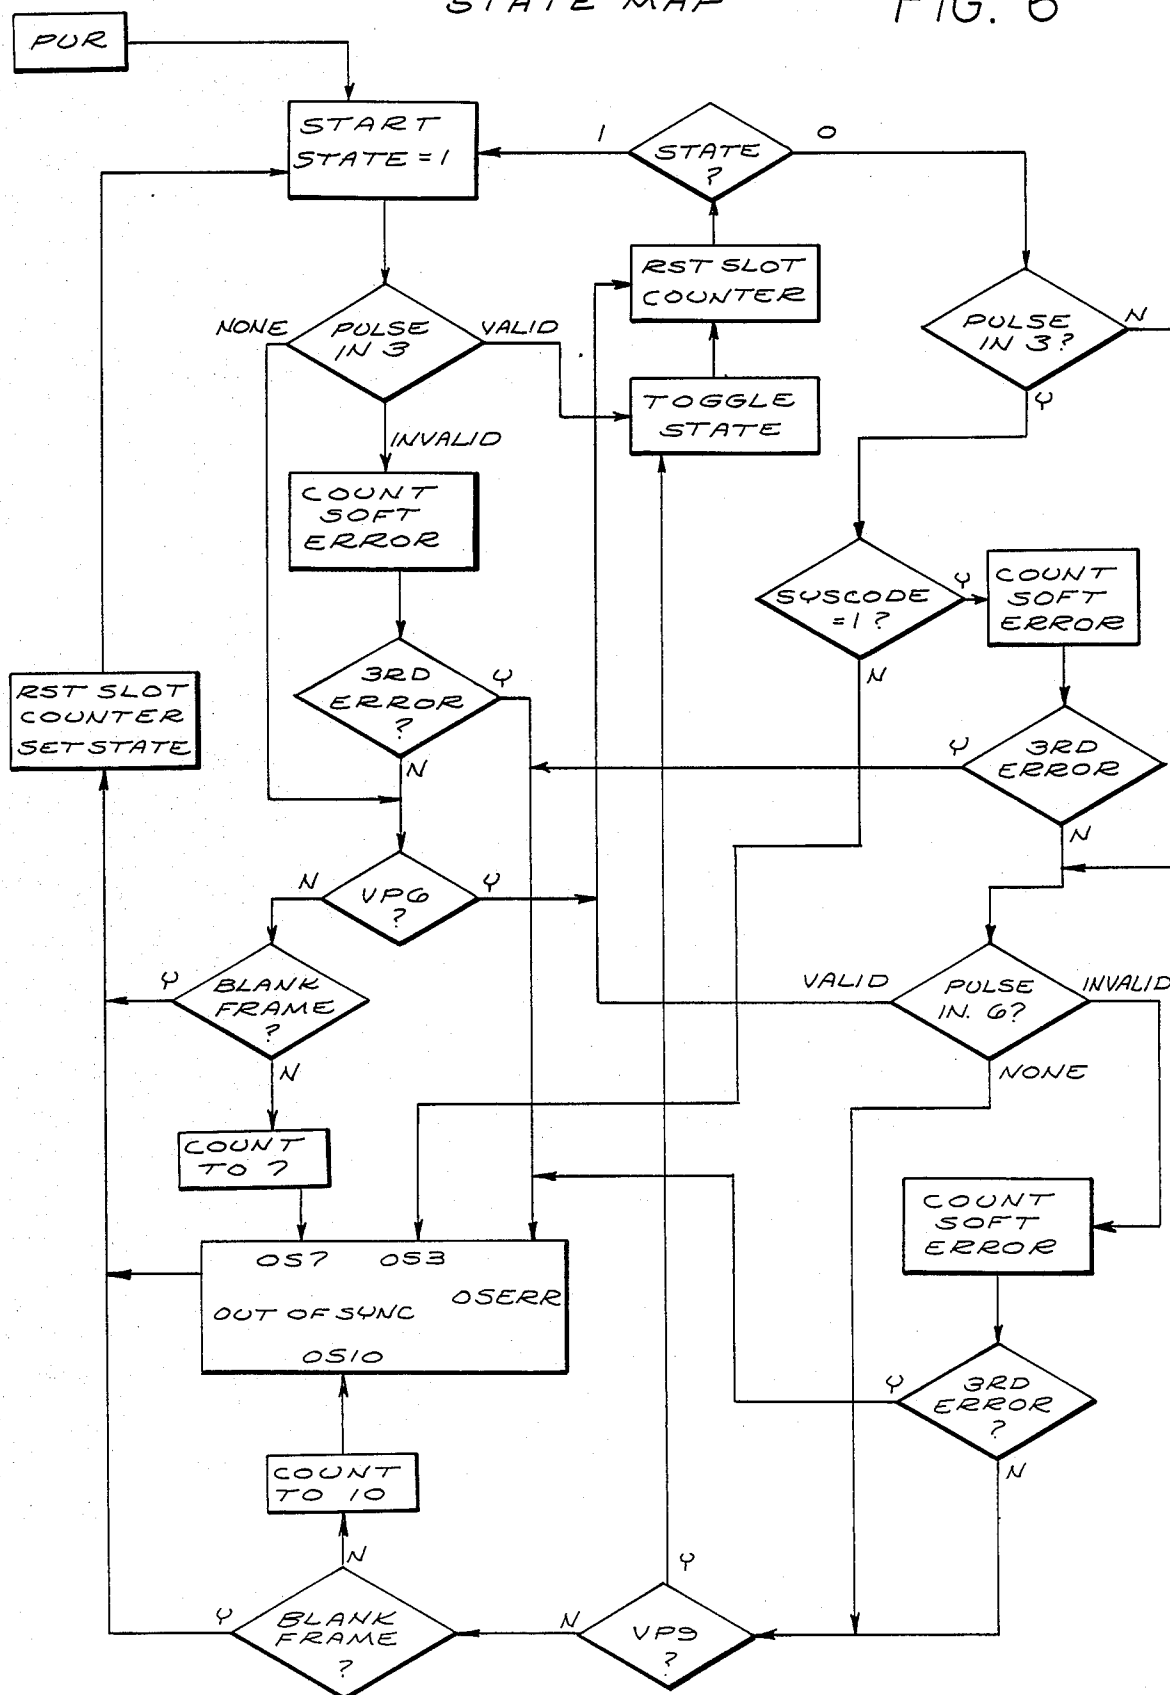 STATE MAP
FIG. 6
PUR
START
STATE = 1
1
STATE
?
0
RST SLOT
COUNTER
NONE
PULSE
IN 3
VALID
PULSE
IN 3?
N
Y
TOGGLE
STATE
INVALID
COUNT
SOFT
ERROR
SYSCODE
=1?
Y
N
COUNT
SOFT
ERROR
RST SLOT
COUNTER
SET STATE
3RD
ERROR
?
Y
N
Y
3RD
ERROR
N
N
VP6
?
Y
Y
BLANK
FRAME
?
N
VALID
PULSE
IN. 6?
INVALID
NONE
COUNT
TO 7
COUNT
SOFT
ERROR
OS7
OS3
OSERR
OUT OF SYNC
OS10
Y
3RD
ERROR
?
N
COUNT
TO 10
N
Y
BLANK
FRAME
?
N
VP9
?
Y